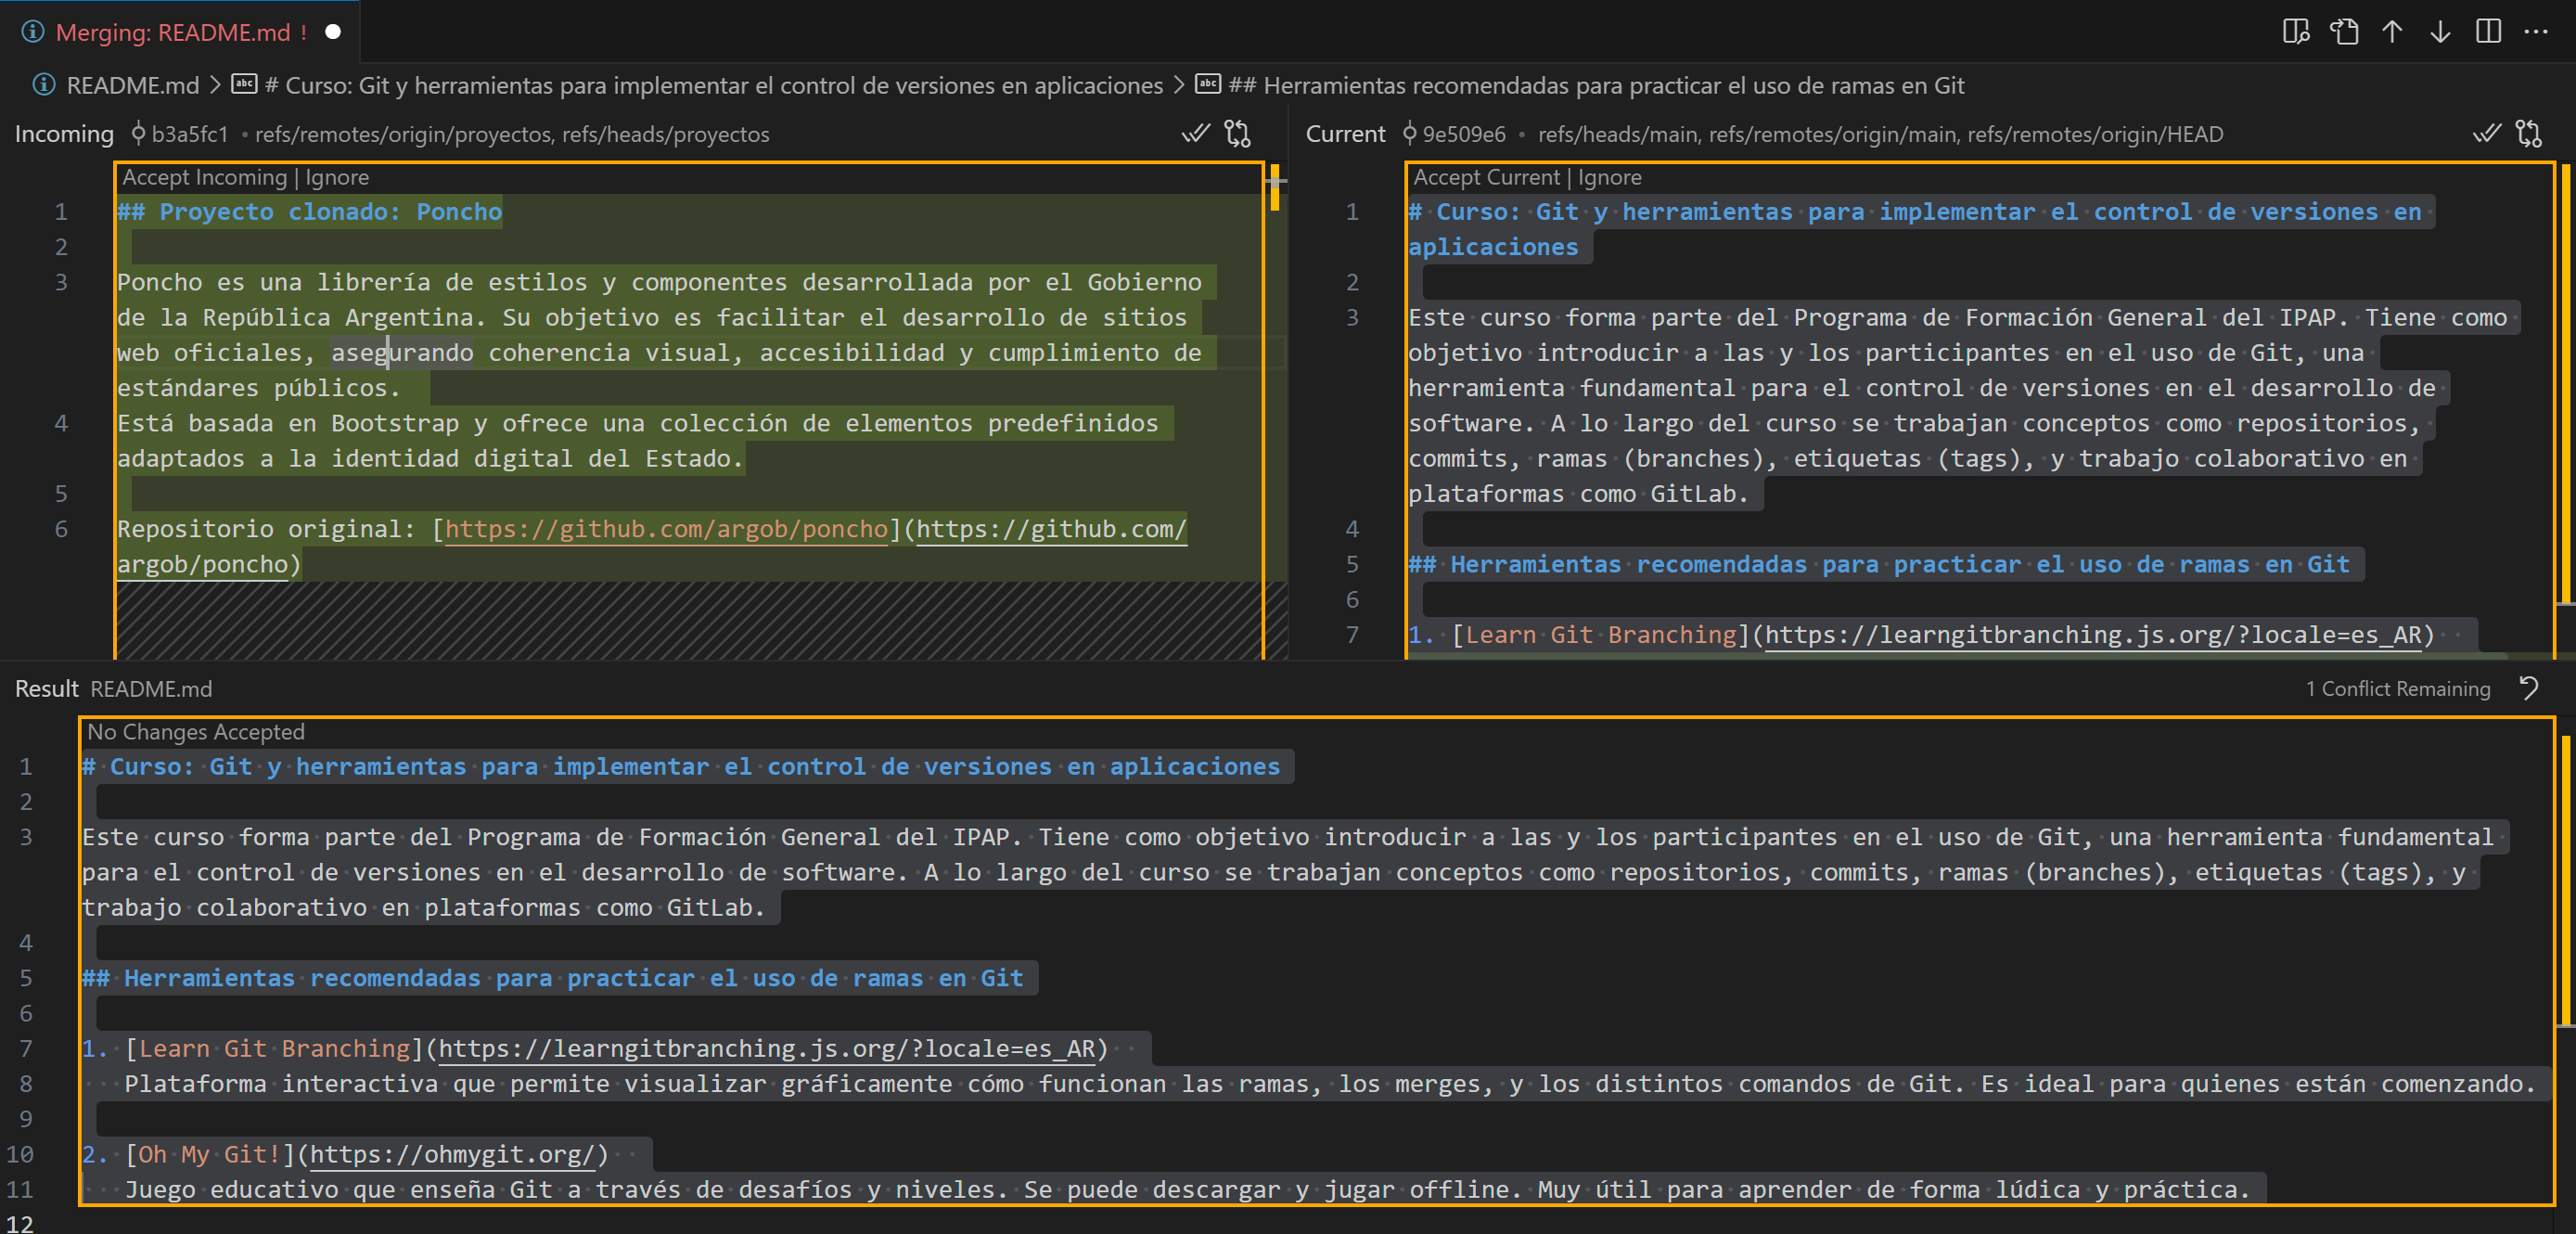 Merging: README.md !
README.md > # Curso: Git y herramientas para implementar el control de versiones en aplicaciones > ## Herramientas recomendadas para practicar el uso de ramas en Git
Incoming b3a5fc1 • refs/remotes/origin/proyectos, refs/heads/proyectos
Accept Incoming | Ignore
1 ## Proyecto clonado: Poncho
2
3 Poncho es una librería de estilos y componentes desarrollada por el Gobierno
de la República Argentina. Su objetivo es facilitar el desarrollo de sitios
web oficiales, asegurando coherencia visual, accesibilidad y cumplimiento de
estándares públicos.
4 Está basada en Bootstrap y ofrece una colección de elementos predefinidos
adaptados a la identidad digital del Estado.
5
6 Repositorio original: [https://github.com/argob/poncho](https://github.com/
argob/poncho)
Current 9e509e6 • refs/heads/main, refs/remotes/origin/main, refs/remotes/origin/HEAD
Accept Current | Ignore
1 # Curso: Git y herramientas para implementar el control de versiones en
aplicaciones
2
3 Este curso forma parte del Programa de Formación General del IPAP. Tiene como
objetivo introducir a las y los participantes en el uso de Git, una
herramienta fundamental para el control de versiones en el desarrollo de
software. A lo largo del curso se trabajan conceptos como repositorios,
commits, ramas (branches), etiquetas (tags), y trabajo colaborativo en
plataformas como GitLab.
4
5 ## Herramientas recomendadas para practicar el uso de ramas en Git
6
7 1. [Learn Git Branching](https://learngitbranching.js.org/?locale=es_AR)
Result README.md
1 Conflict Remaining
No Changes Accepted
1 # Curso: Git y herramientas para implementar el control de versiones en aplicaciones
2
3 Este curso forma parte del Programa de Formación General del IPAP. Tiene como objetivo introducir a las y los participantes en el uso de Git, una herramienta fundamental
para el control de versiones en el desarrollo de software. A lo largo del curso se trabajan conceptos como repositorios, commits, ramas (branches), etiquetas (tags), y
trabajo colaborativo en plataformas como GitLab.
4
5 ## Herramientas recomendadas para practicar el uso de ramas en Git
6
7 1. [Learn Git Branching](https://learngitbranching.js.org/?locale=es_AR)
8 Plataforma interactiva que permite visualizar gráficamente cómo funcionan las ramas, los merges, y los distintos comandos de Git. Es ideal para quienes están comenzando.
9
10 2. [Oh My Git!](https://ohmygit.org/)
11 Juego educativo que enseña Git a través de desafíos y niveles. Se puede descargar y jugar offline. Muy útil para aprender de forma lúdica y práctica.
12